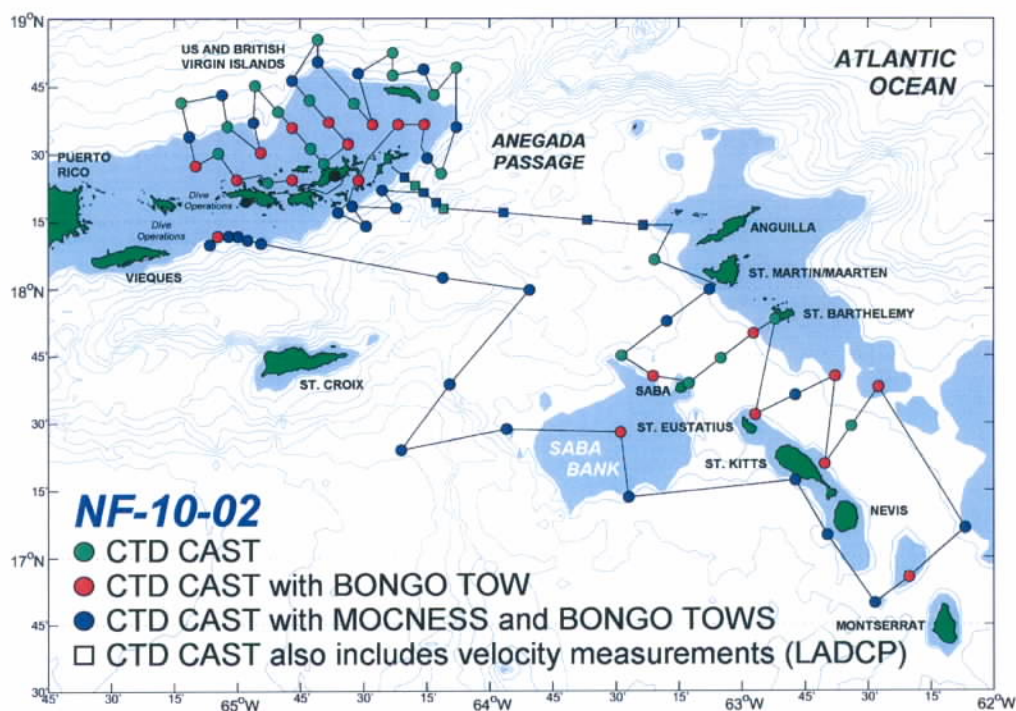 19°N
US AND BRITISH
VIRGIN ISLANDS
ATLANTIC
OCEAN
45'
ANEGADA
PASSAGE
30'
PUERTO
RICO
Dive
Operations
15'
Dive
Operations
ANGUILLA
VIEQUES
ST. MARTIN/MAARTEN
18°N
ST. BARTHELEMY
45'
ST. CROIX
SABA
30'
ST. EUSTATIUS
SABA
BANK
ST. KITTS
15'
NEVIS
NF-10-02
CTD CAST
17°N
CTD CAST with BONGO TOW
CTD CAST with MOCNESS and BONGO TOWS
45'
MONTSERRAT
CTD CAST also includes velocity measurements (LADCP)
30'
45' 65°W 45' 30' 15' 64°W 45' 30' 15' 63°W 45' 30' 15' 62°W